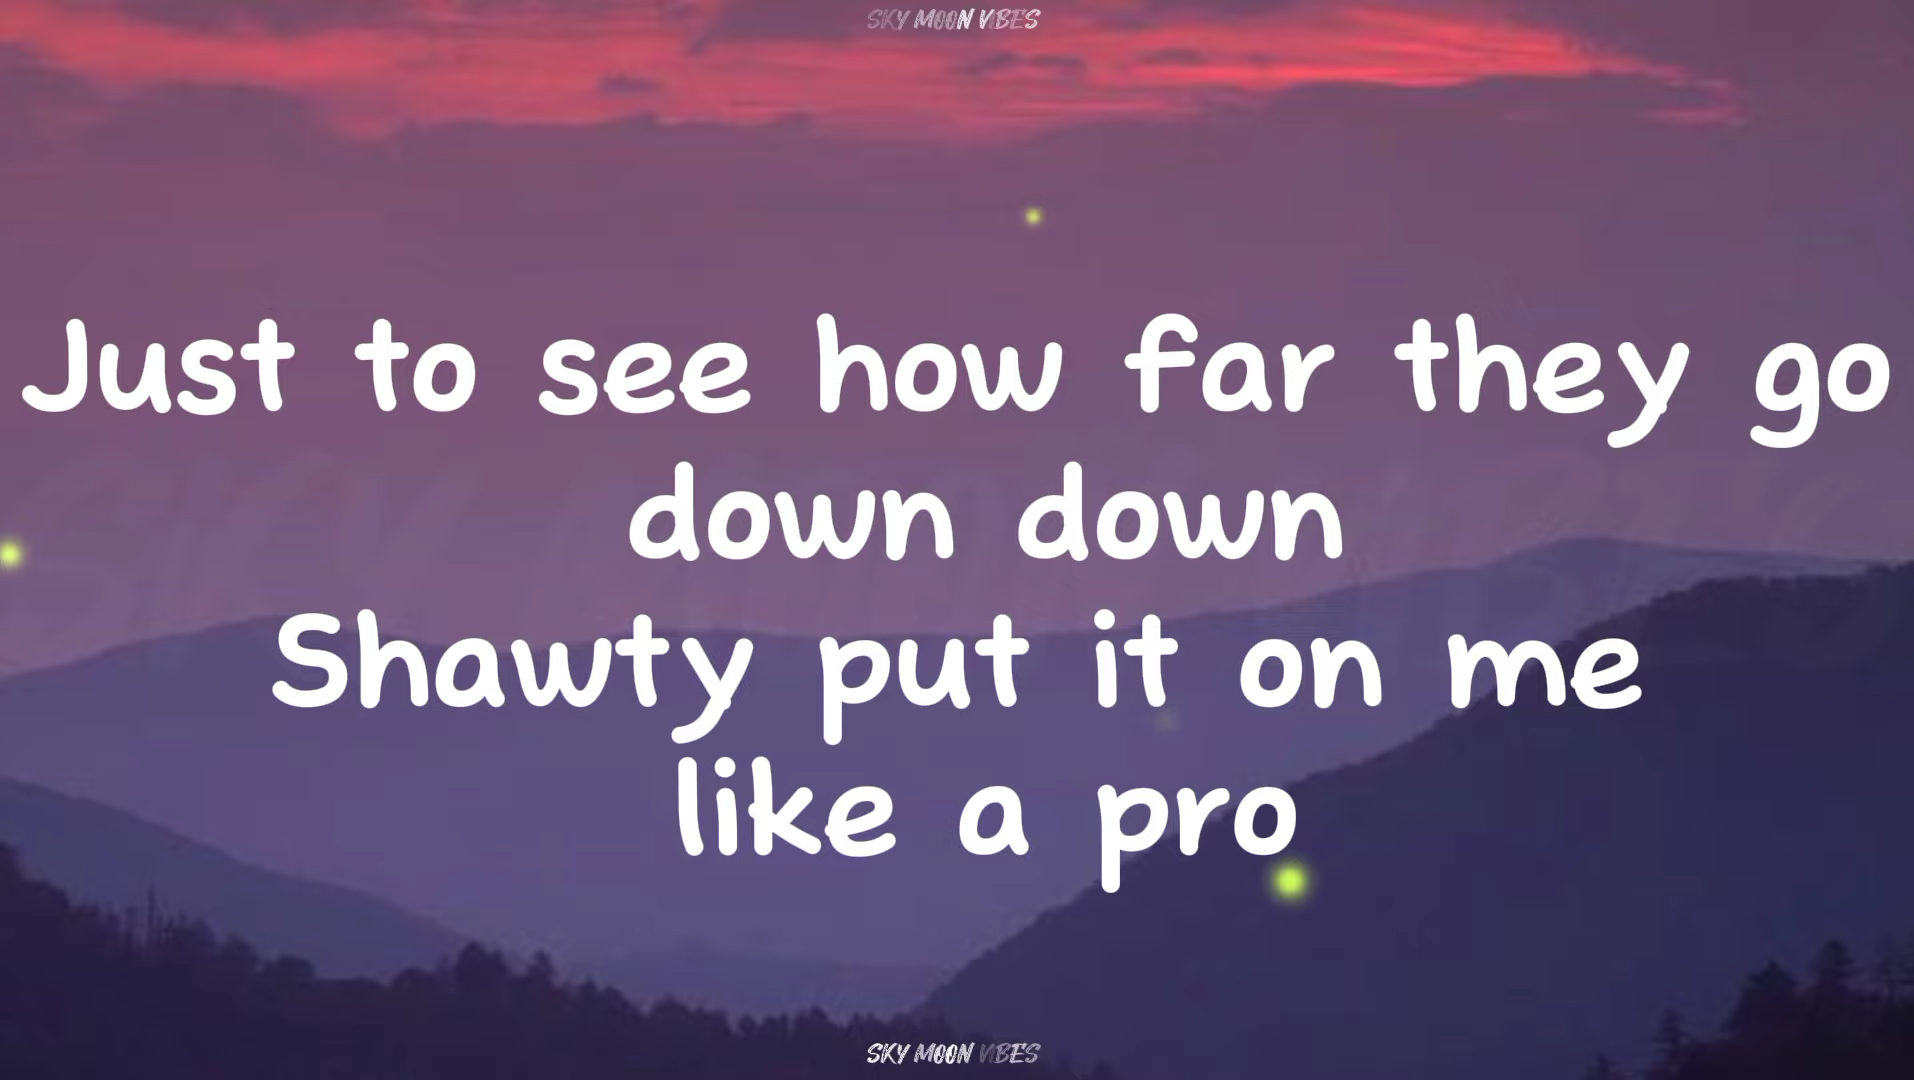 SKY MOON VIBES
Just to see how far they go
down down
Shawty put it on me
like a pro
SKY MOON VIBES